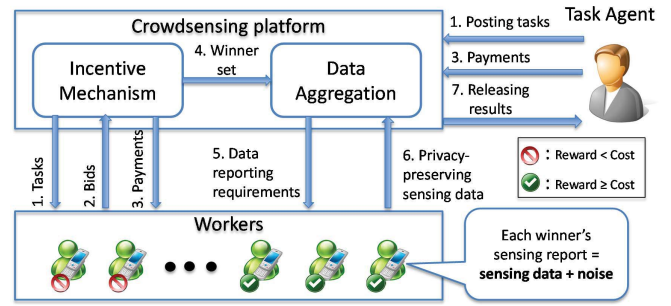 Crowdsensing platform
Incentive
Mechanism
4. Winner
set
Data
Aggregation
1. Posting tasks
3. Payments
7. Releasing
results
Task Agent
: Reward < Cost
: Reward ≥ Cost
1. Tasks
2. Bids
3. Payments
5. Data
reporting
requirements
6. Privacy-
preserving
sensing data
Workers
Each winner's
sensing report =
sensing data + noise